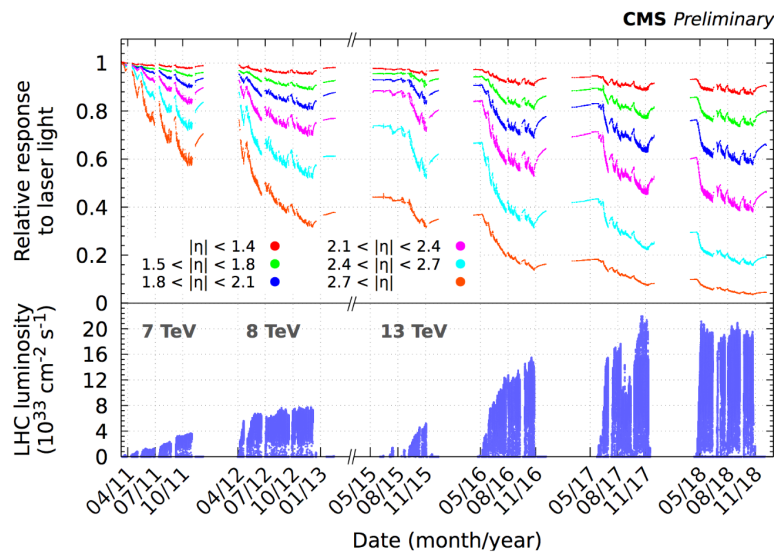 CMS Preliminary
Relative response
to laser light
1
0.8
0.6
0.4
0.2
0
|η| < 1.4
1.5 < |η| < 1.8
1.8 < |η| < 2.1
2.1 < |η| < 2.4
2.4 < |η| < 2.7
2.7 < |η|
LHC luminosity
(10³³ cm⁻² s⁻¹)
20
16
12
8
4
0
7 TeV
8 TeV
13 TeV
04/11
07/11
10/11
04/12
07/12
10/12
01/13
05/15
08/15
11/15
05/16
08/16
11/16
05/17
08/17
11/17
05/18
08/18
11/18
Date (month/year)